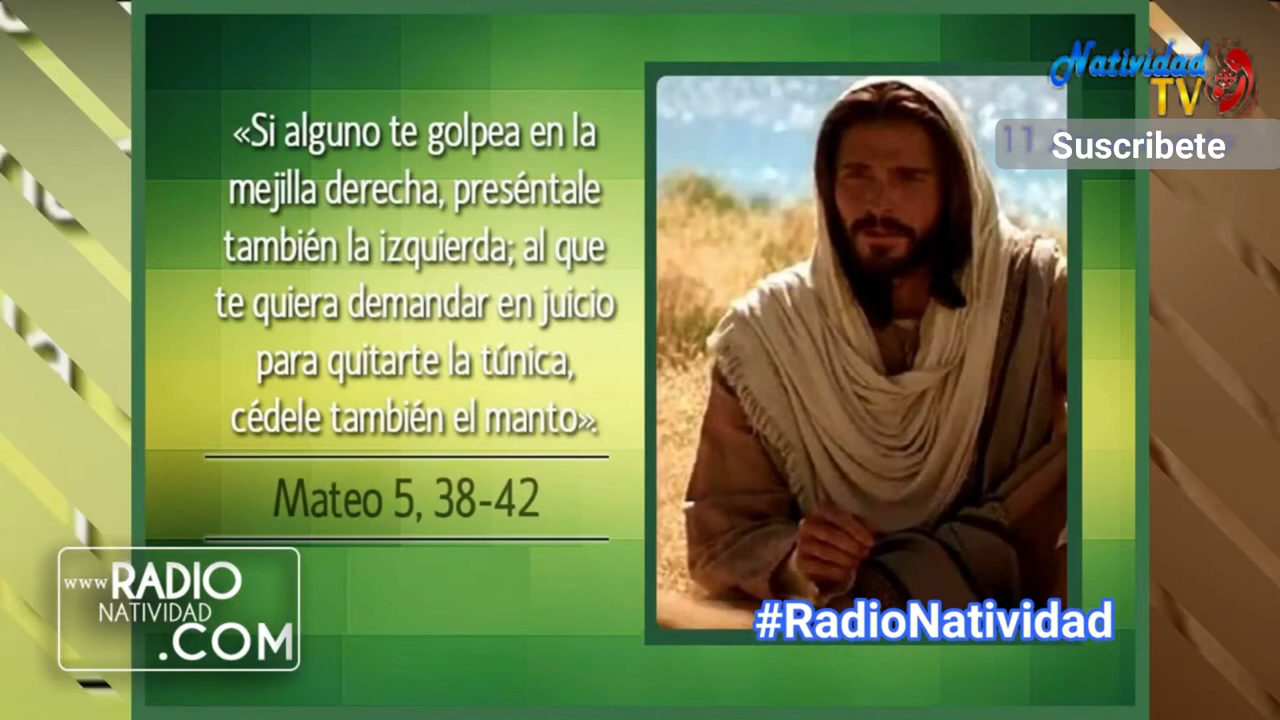 «Si alguno te golpea en la
mejilla derecha, preséntale
también la izquierda; al que
te quiera demandar en juicio
para quitarte la túnica,
cédele también el manto».
Mateo 5, 38-42
Natividad
TV
11
Suscribete
www RADIO
NATIVIDAD
.COM
#RadioNatividad